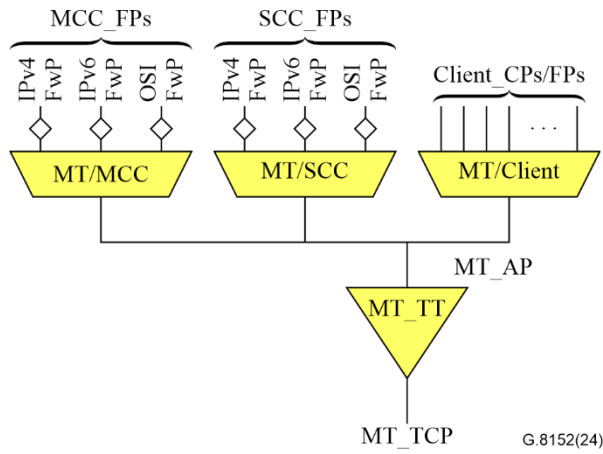 MCC_FPs
SCC_FPs
Client_CPs/FPs
IPv4
FwP
IPv6
FwP
OSI
FwP
IPv4
FwP
IPv6
FwP
OSI
FwP
. . .
MT/MCC
MT/SCC
MT/Client
MT_AP
MT_TT
MT_TCP
G.8152(24)